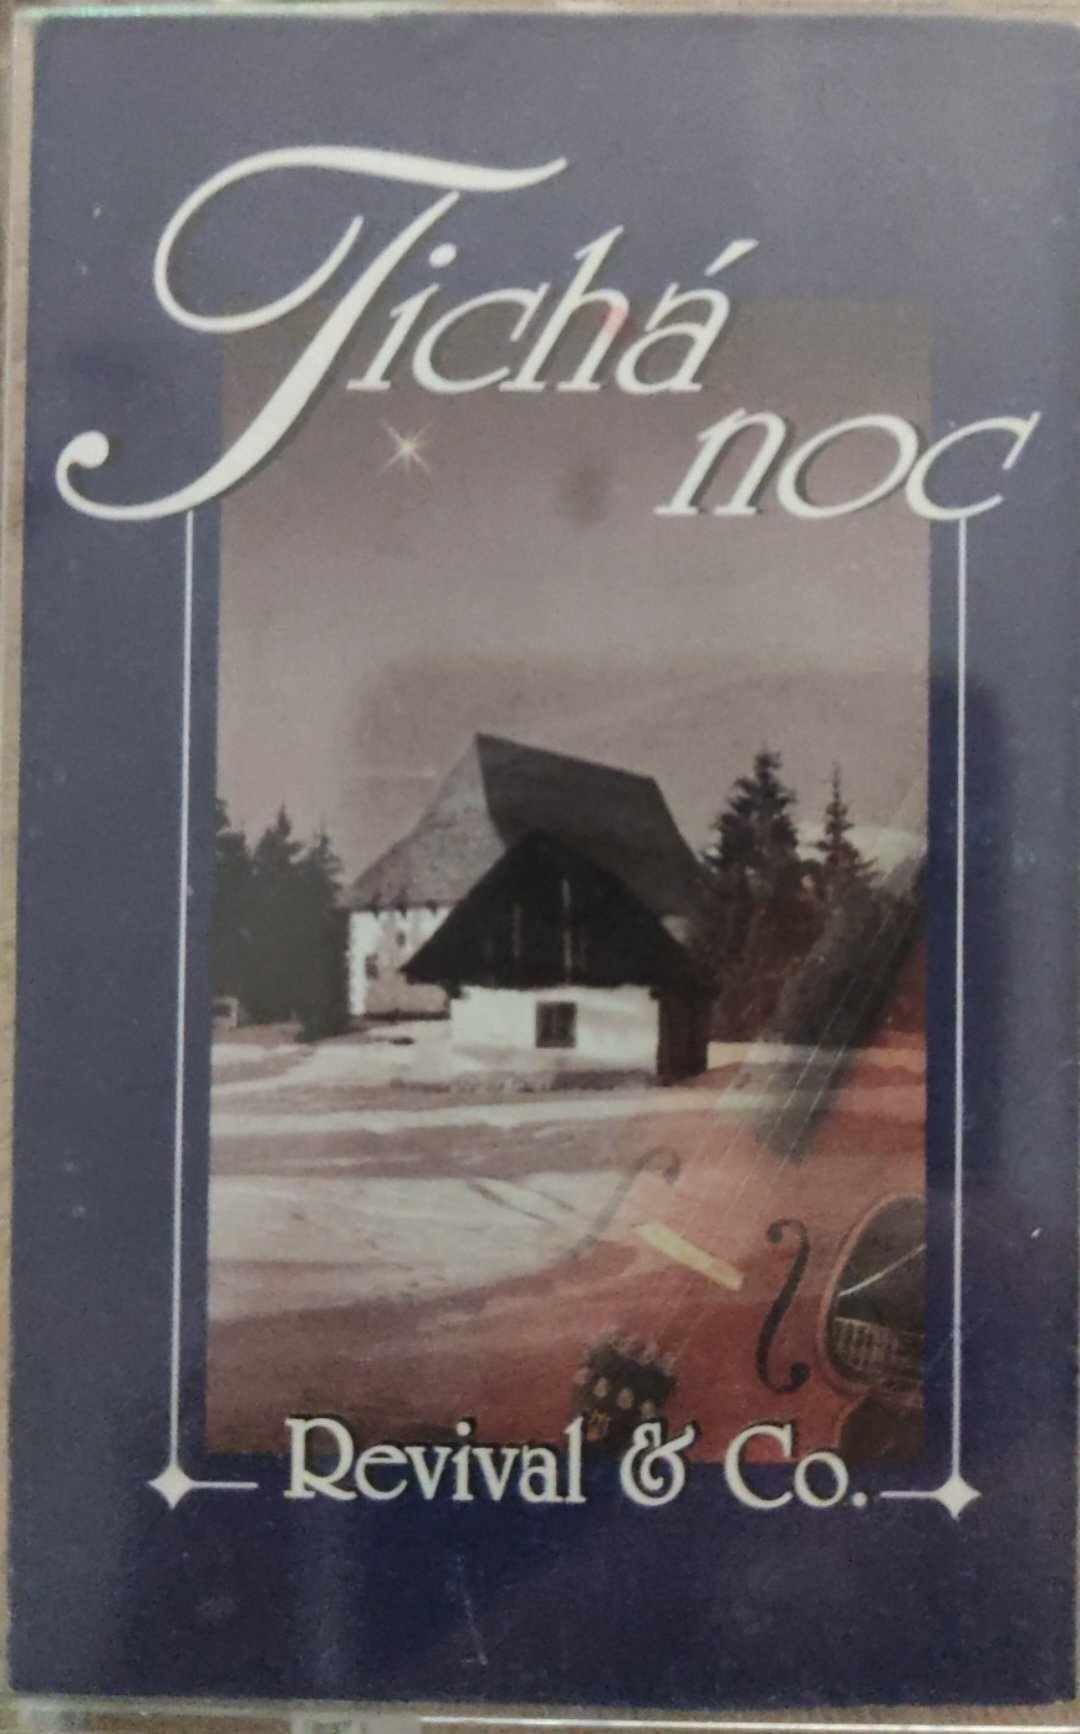 Tichá
noc
Revival & Co.